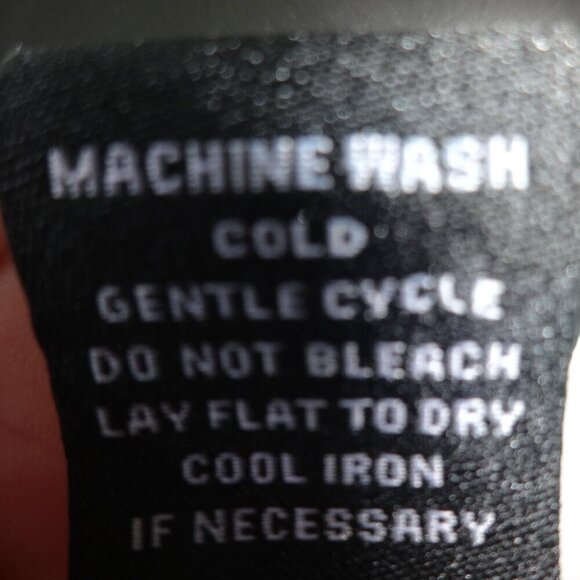 MACHINE WASH
COLD
GENTLE CYCLE
DO NOT BLEACH
LAY FLAT TO DRY
COOL IRON
IF NECESSARY